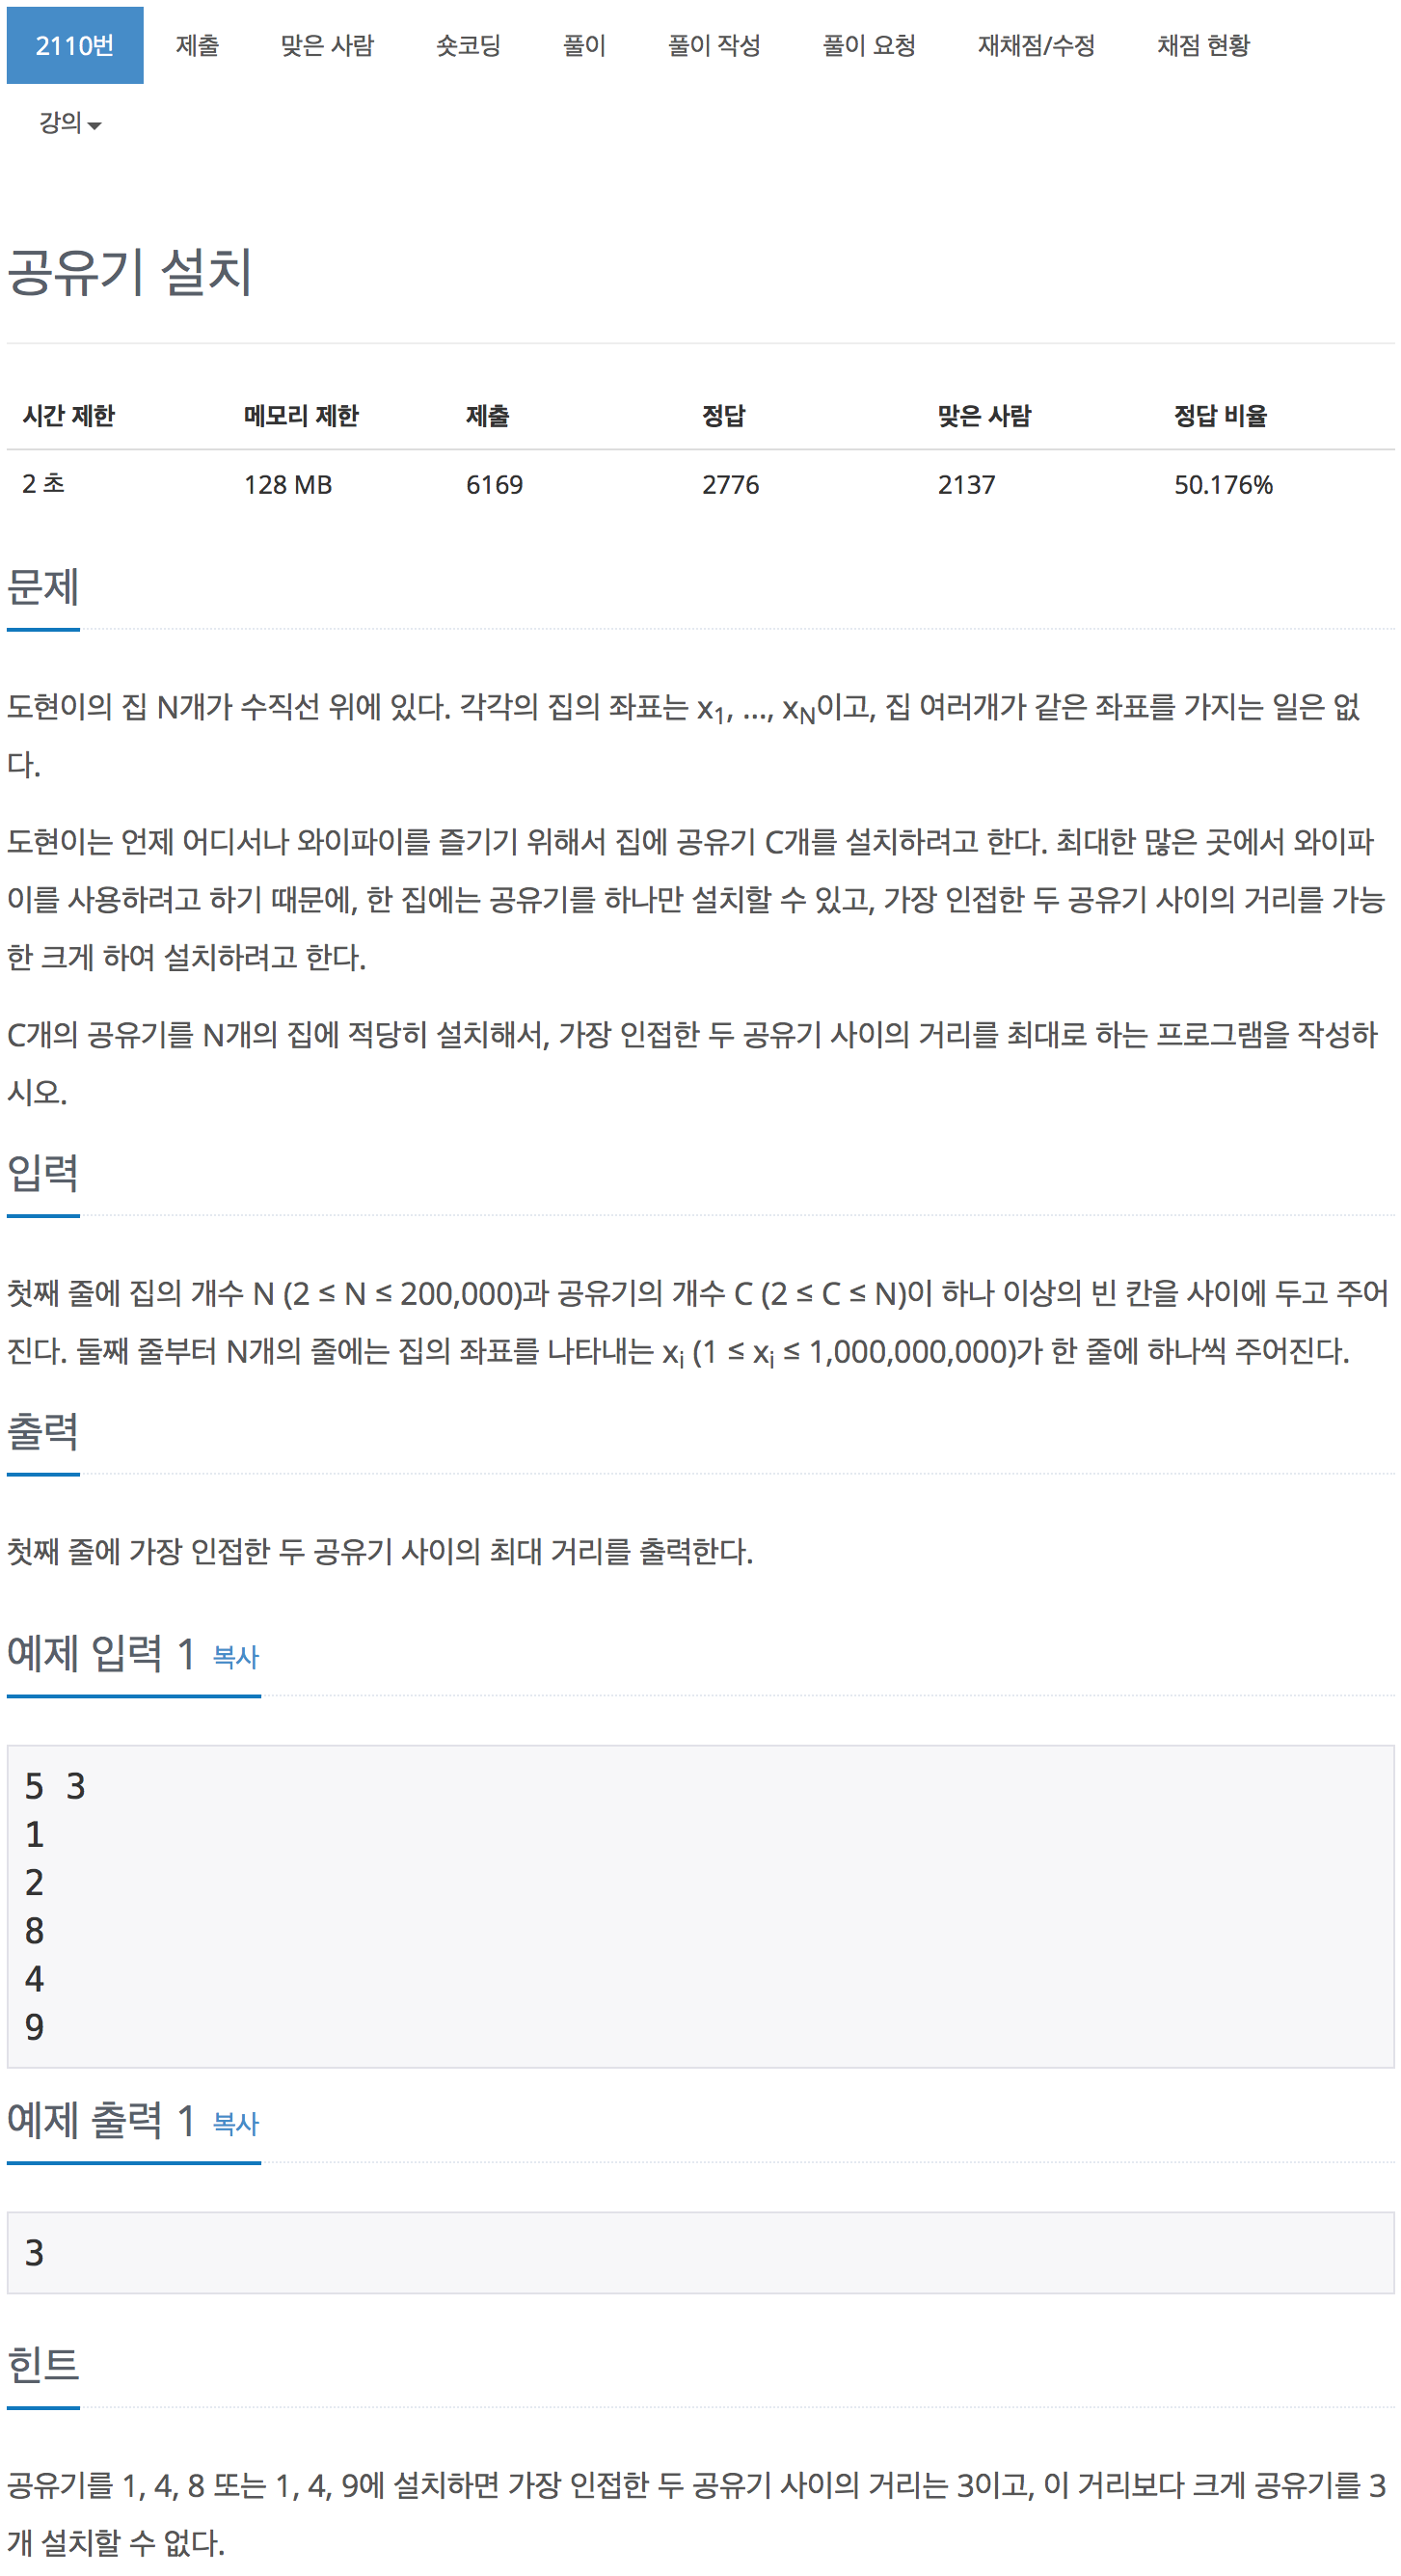 2110번 제출 맞은 사람 숏코딩 풀이 풀이 작성 풀이 요청 재채점/수정 채점 현황
강의
공유기 설치
시간 제한 메모리 제한 제출 정답 맞은 사람 정답 비율
2 초 128 MB 6169 2776 2137 50.176%
문제
도현이의 집 N개가 수직선 위에 있다. 각각의 집의 좌표는 x1, ..., xN이고, 집 여러개가 같은 좌표를 가지는 일은 없
다.
도현이는 언제 어디서나 와이파이를 즐기기 위해서 집에 공유기 C개를 설치하려고 한다. 최대한 많은 곳에서 와이파
이를 사용하려고 하기 때문에, 한 집에는 공유기를 하나만 설치할 수 있고, 가장 인접한 두 공유기 사이의 거리를 가능
한 크게 하여 설치하려고 한다.
C개의 공유기를 N개의 집에 적당히 설치해서, 가장 인접한 두 공유기 사이의 거리를 최대로 하는 프로그램을 작성하
시오.
입력
첫째 줄에 집의 개수 N (2 ≤ N ≤ 200,000)과 공유기의 개수 C (2 ≤ C ≤ N)이 하나 이상의 빈 칸을 사이에 두고 주어
진다. 둘째 줄부터 N개의 줄에는 집의 좌표를 나타내는 xi (1 ≤ xi ≤ 1,000,000,000)가 한 줄에 하나씩 주어진다.
출력
첫째 줄에 가장 인접한 두 공유기 사이의 최대 거리를 출력한다.
예제 입력 1 복사
5 3
1
2
8
4
9
예제 출력 1 복사
3
힌트
공유기를 1, 4, 8 또는 1, 4, 9에 설치하면 가장 인접한 두 공유기 사이의 거리는 3이고, 이 거리보다 크게 공유기를 3
개 설치할 수 없다.